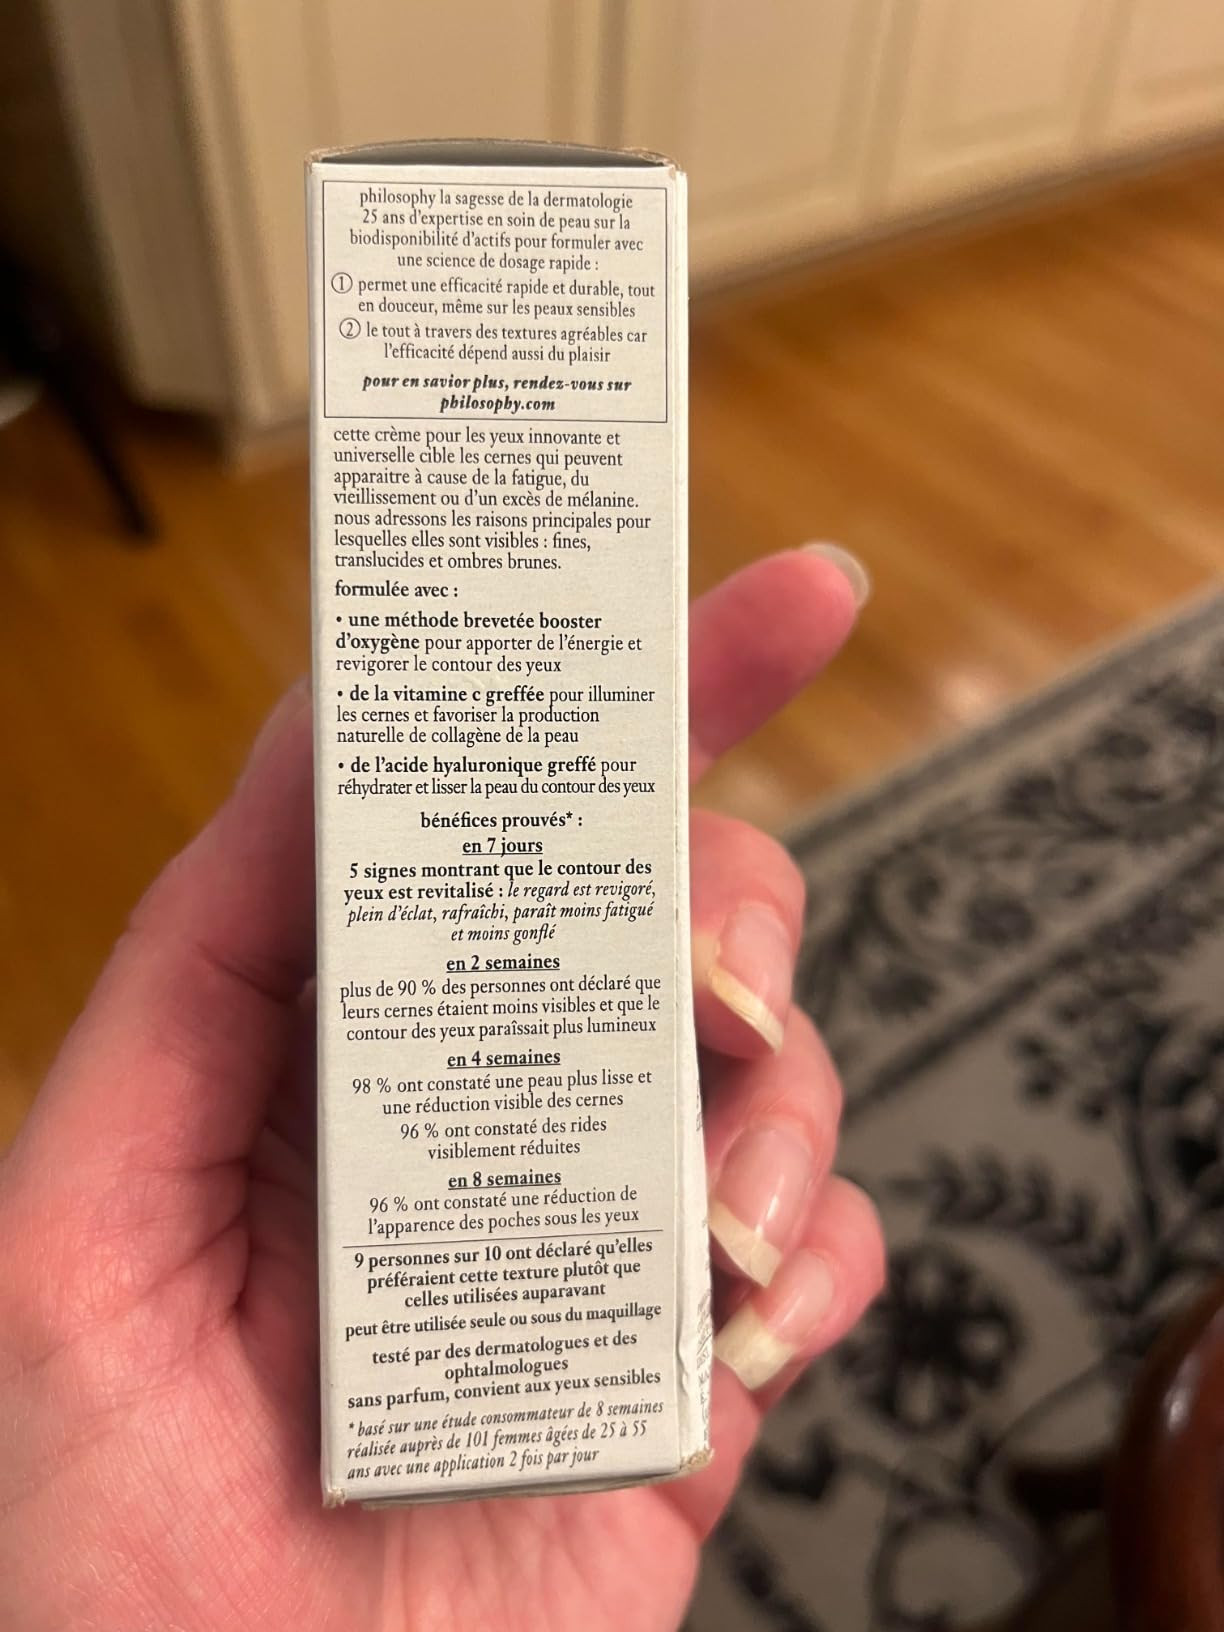 philosophy la sagesse de la dermatologie
25 ans d'expertise en soin de peau sur la
biodisponibilité d'actifs pour formuler avec
une science de dosage rapide :
① permet une efficacité rapide et durable, tout
en douceur, même sur les peaux sensibles
② le tout à travers des textures agréables car
l'efficacité dépend aussi du plaisir
pour en savior plus, rendez-vous sur
philosophy.com
cette crème pour les yeux innovante et
universelle cible les cernes qui peuvent
apparaitre à cause de la fatigue, du
vieillissement ou d'un excès de mélanine.
nous adressons les raisons principales pour
lesquelles elles sont visibles : fines,
translucides et ombres brunes.
formulée avec :
• une méthode brevetée booster
d'oxygène pour apporter de l'énergie et
revigorer le contour des yeux
• de la vitamine c greffée pour illuminer
les cernes et favoriser la production
naturelle de collagène de la peau
• de l'acide hyaluronique greffé pour
réhydrater et lisser la peau du contour des yeux
bénéfices prouvés* :
en 7 jours
5 signes montrant que le contour des
yeux est revitalisé : le regard est revigoré,
plein d'éclat, rafraîchi, paraît moins fatigué
et moins gonflé
en 2 semaines
plus de 90 % des personnes ont déclaré que
leurs cernes étaient moins visibles et que le
contour des yeux paraîssait plus lumineux
en 4 semaines
98 % ont constaté une peau plus lisse et
une réduction visible des cernes
96 % ont constaté des rides
visiblement réduites
en 8 semaines
96 % ont constaté une réduction de
l'apparence des poches sous les yeux
9 personnes sur 10 ont déclaré qu'elles
préféraient cette texture plutôt que
celles utilisées auparavant
peut être utilisée seule ou sous du maquillage
testé par des dermatologues et des
ophtalmologues
sans parfum, convient aux yeux sensibles
* basé sur une étude consommateur de 8 semaines
réalisée auprès de 101 femmes âgées de 25 à 55
ans avec une application 2 fois par jour